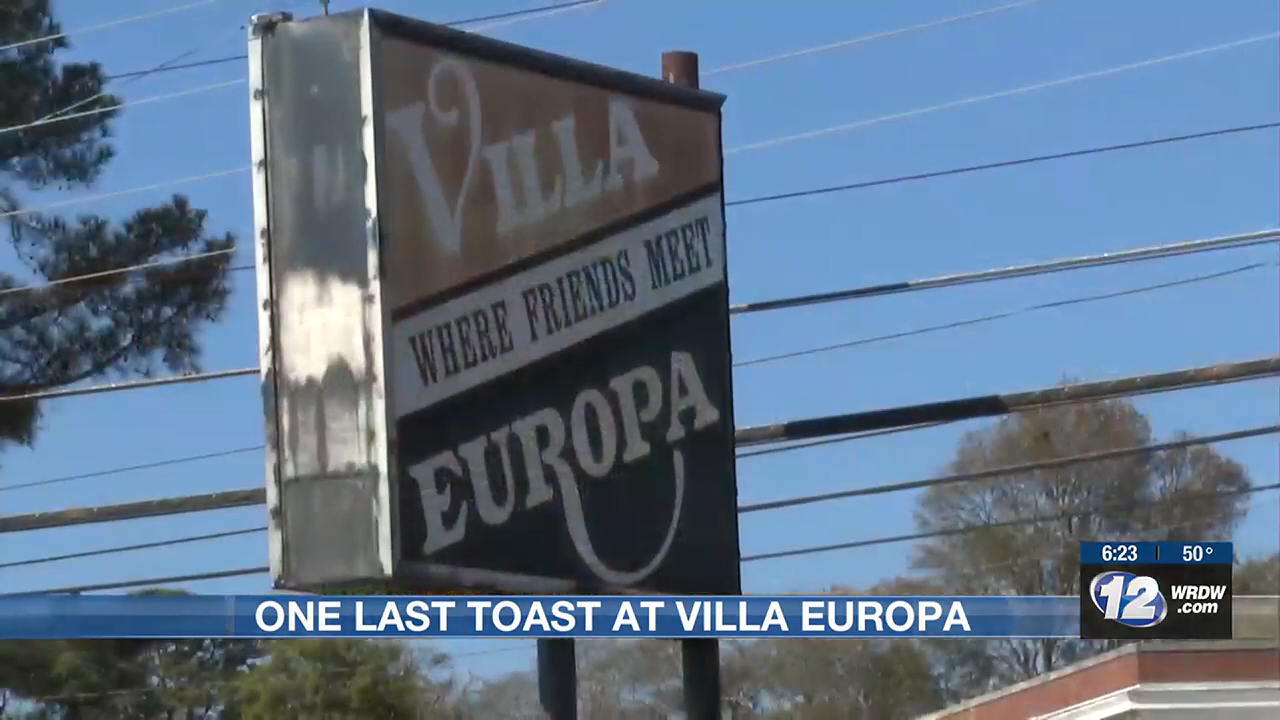 VILLA
WHERE FRIENDS MEET
EUROPA
ONE LAST TOAST AT VILLA EUROPA
6:23 50°
12 WRDW
.com